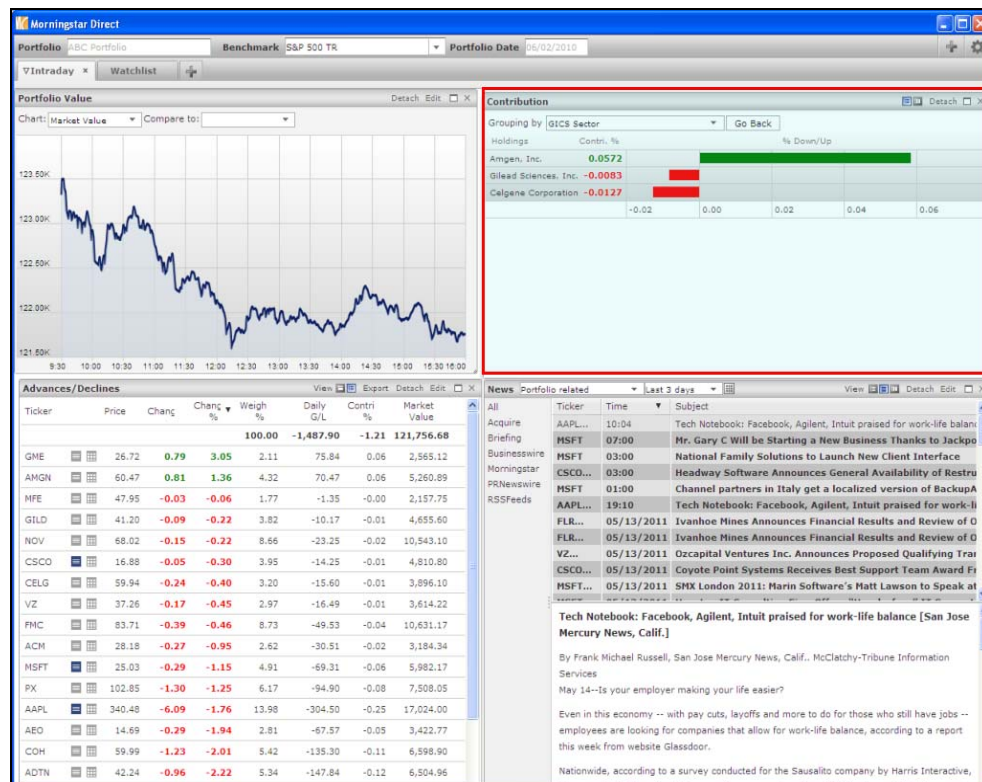 Morningstar Direct
Portfolio ABC Portfolio Benchmark S&P 500 TR Portfolio Date 06/02/2010
Intraday × Watchlist
Portfolio Value Detach Edit
Chart: Market Value Compare to:
123.50K
123.00K
122.50K
122.00K
121.50K
9:30 10:00 10:30 11:00 11:30 12:00 12:30 13:00 13:30 14:00 14:30 15:00 15:30 16:00
Contribution Detach
Grouping by GICS Sector Go Back
Holdings Contri. % % Down/Up
Amgen, Inc. 0.0572
Gilead Sciences, Inc. -0.0083
Celgene Corporation -0.0127
-0.02 0.00 0.02 0.04 0.06
Advances/Declines View Export Detach Edit
Ticker Price Chang Chang % Weigh % Daily G/L Contri % Market Value
100.00 -1,487.90 -1.21 121,756.68
GME 26.72 0.79 3.05 2.11 75.84 0.06 2,565.12
AMGN 60.47 0.81 1.36 4.32 70.47 0.06 5,260.89
MFE 47.95 -0.03 -0.06 1.77 -1.35 -0.00 2,157.75
GILD 41.20 -0.09 -0.22 3.82 -10.17 -0.01 4,655.60
NOV 68.02 -0.15 -0.22 8.66 -23.25 -0.02 10,543.10
CSCO 16.88 -0.05 -0.30 3.95 -14.25 -0.01 4,810.80
CELG 59.94 -0.24 -0.40 3.20 -15.60 -0.01 3,896.10
VZ 37.26 -0.17 -0.45 2.97 -16.49 -0.01 3,614.22
FMC 83.71 -0.39 -0.46 8.73 -49.53 -0.04 10,631.17
ACM 28.18 -0.27 -0.95 2.62 -30.51 -0.02 3,184.34
MSFT 25.03 -0.29 -1.15 4.91 -69.31 -0.06 5,982.17
PX 102.85 -1.30 -1.25 6.17 -94.90 -0.08 7,508.05
AAPL 340.48 -6.09 -1.76 13.98 -304.50 -0.25 17,024.00
AEO 14.69 -0.29 -1.94 2.81 -67.57 -0.05 3,422.77
COH 59.99 -1.23 -2.01 5.42 -135.30 -0.11 6,598.90
ADTN 42.24 -0.96 -2.22 5.34 -147.84 -0.12 6,504.96
News Portfolio related Last 3 days View Detach Edit
All
Acquire
Briefing
Businesswire
Morningstar
PRNewswire
RSSFeeds
Ticker Time Subject
AAPL... 10:04 Tech Notebook: Facebook, Agilent, Intuit praised for work-life balanc
MSFT 07:00 Mr. Gary C Will be Starting a New Business Thanks to Jackpo
MSFT 03:00 National Family Solutions to Launch New Client Interface
CSCO... 03:00 Headway Software Announces General Availability of Restru
MSFT 01:00 Channel partners in Italy get a localized version of BackupA
AAPL... 19:10 Tech Notebook: Facebook, Agilent, Intuit praised for work-li
FLR... 05/13/2011 Ivanhoe Mines Announces Financial Results and Review of O
FLR... 05/13/2011 Ivanhoe Mines Announces Financial Results and Review of O
VZ... 05/13/2011 Ozcapital Ventures Inc. Announces Proposed Qualifying Tran
CSCO... 05/13/2011 Coyote Point Systems Receives Best Support Team Award Fr
MSFT... 05/13/2011 SMX London 2011: Marin Software's Matt Lawson to Speak at
Tech Notebook: Facebook, Agilent, Intuit praised for work-life balance [San Jose
Mercury News, Calif.]
By Frank Michael Russell, San Jose Mercury News, Calif.. McClatchy-Tribune Information
Services
May 14--Is your employer making your life easier?
Even in this economy -- with pay cuts, layoffs and more to do for those who still have jobs --
employees are looking for companies that allow for work-life balance, according to a report
this week from website Glassdoor.
Nationwide, according to a survey conducted for the Sausalito company by Harris Interactive,